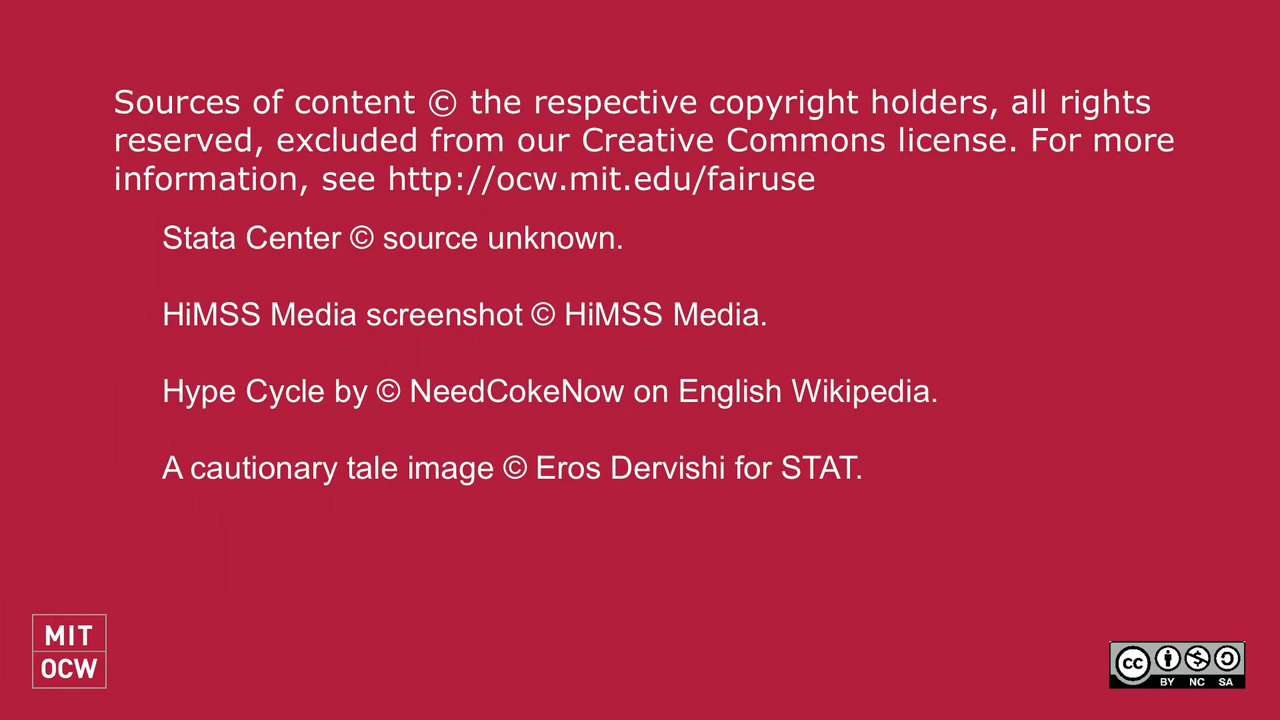 Sources of content © the respective copyright holders, all rights
reserved, excluded from our Creative Commons license. For more
information, see http://ocw.mit.edu/fairuse
Stata Center © source unknown.
HiMSS Media screenshot © HiMSS Media.
Hype Cycle by © NeedCokeNow on English Wikipedia.
A cautionary tale image © Eros Dervishi for STAT.
MIT
OCW
cc
BY NC SA